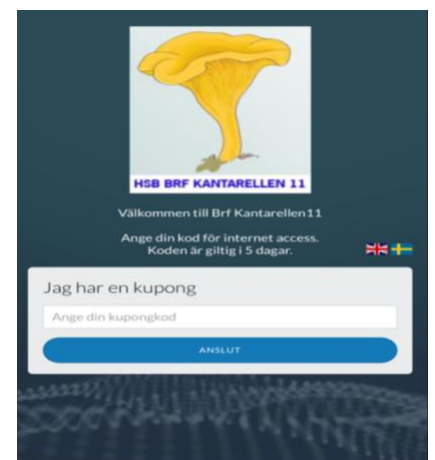 HSB BRF KANTARELLEN 11
Välkommen till Brf Kantarellen11
Ange din kod för internet access.
Koden är giltig i 5 dagar.
Jag har en kupong
Ange din kupongkod
ANSLUT